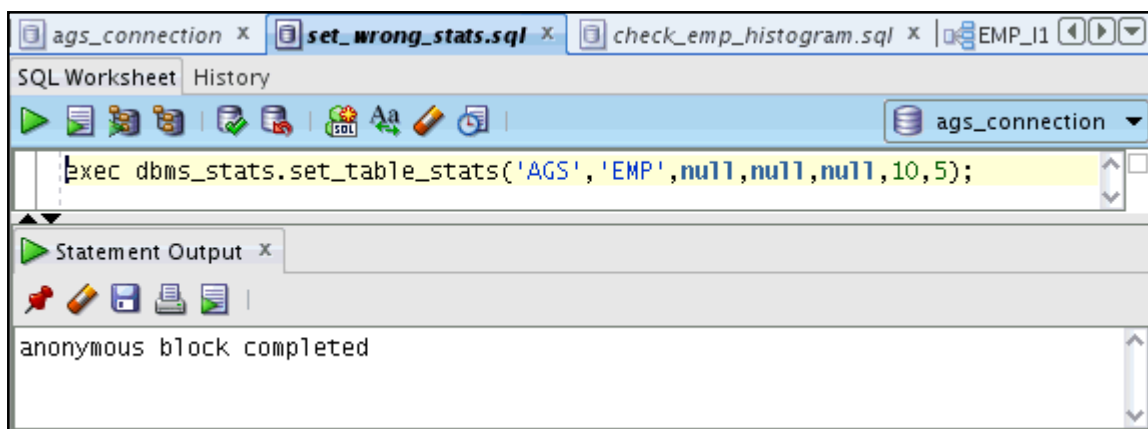 ags_connection x set_wrong_stats.sql x check_emp_histogram.sql x EMP_I1
SQL Worksheet History
ags_connection
exec dbms_stats.set_table_stats('AGS','EMP',null,null,null,10,5);
Statement Output x
anonymous block completed